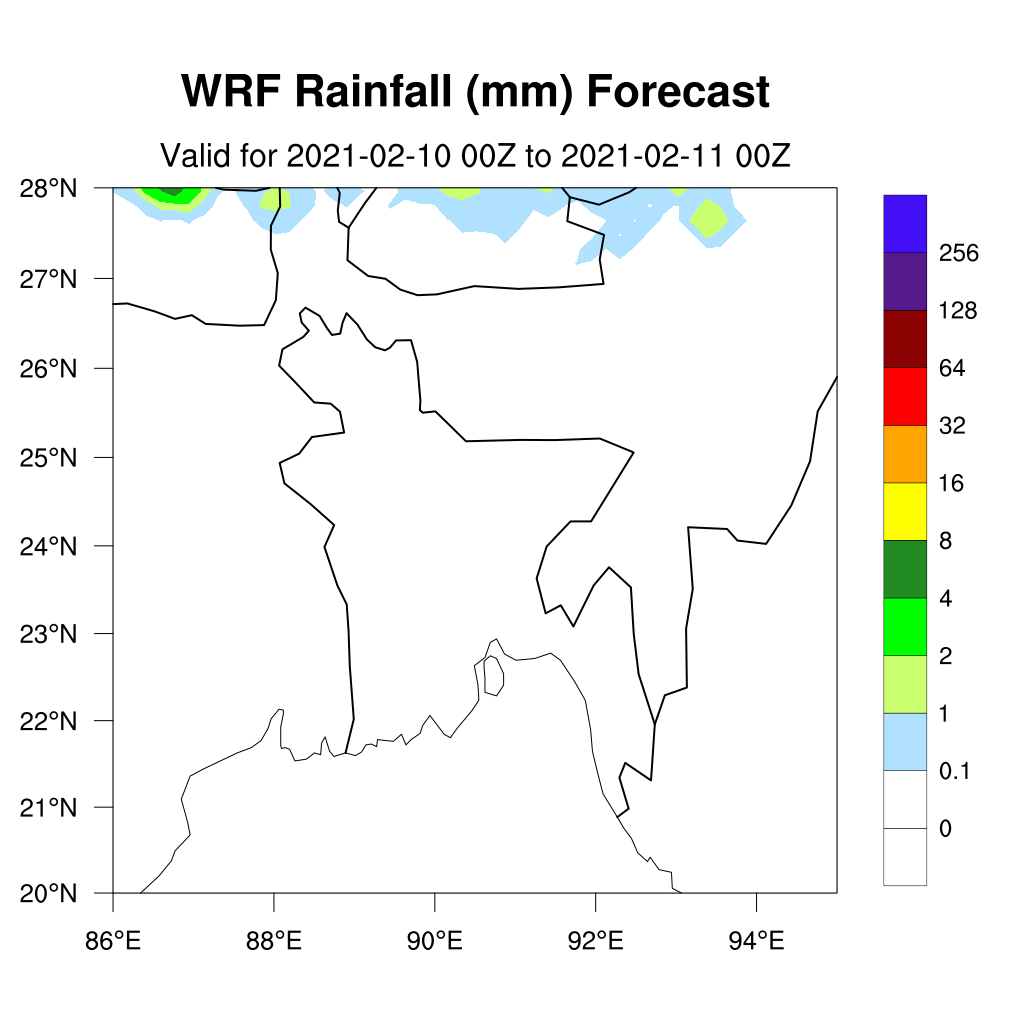 WRF Rainfall (mm) Forecast
Valid for 2021-02-10 00Z to 2021-02-11 00Z
28°N
27°N
26°N
25°N
24°N
23°N
22°N
21°N
20°N
86°E 88°E 90°E 92°E 94°E
256
128
64
32
16
8
4
2
1
0.1
0